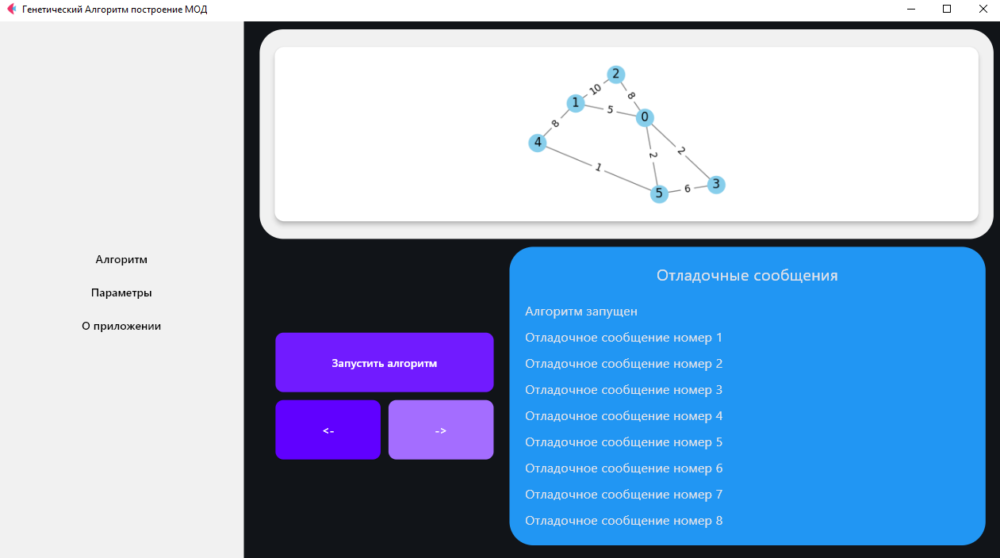 Генетический Алгоритм построение МОД
2
10
8
1
5
0
8
4
2
2
1
3
6
5
Алгоритм
Параметры
О приложении
Запустить алгоритм
<-
->
Отладочные сообщения
Алгоритм запущен
Отладочное сообщение номер 1
Отладочное сообщение номер 2
Отладочное сообщение номер 3
Отладочное сообщение номер 4
Отладочное сообщение номер 5
Отладочное сообщение номер 6
Отладочное сообщение номер 7
Отладочное сообщение номер 8